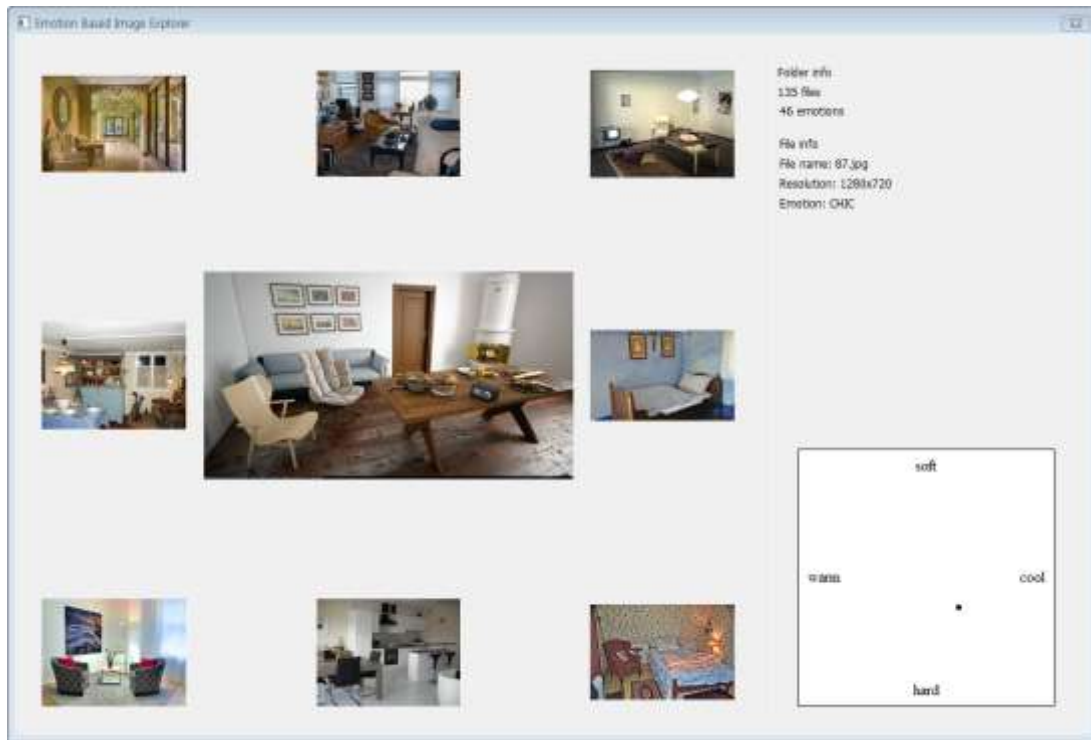 Emotion Based Image Explorer
Folder info
135 files
46 emotions
File info
File name: 87.jpg
Resolution: 1280x720
Emotion: CHIC
soft
warm
cool
hard